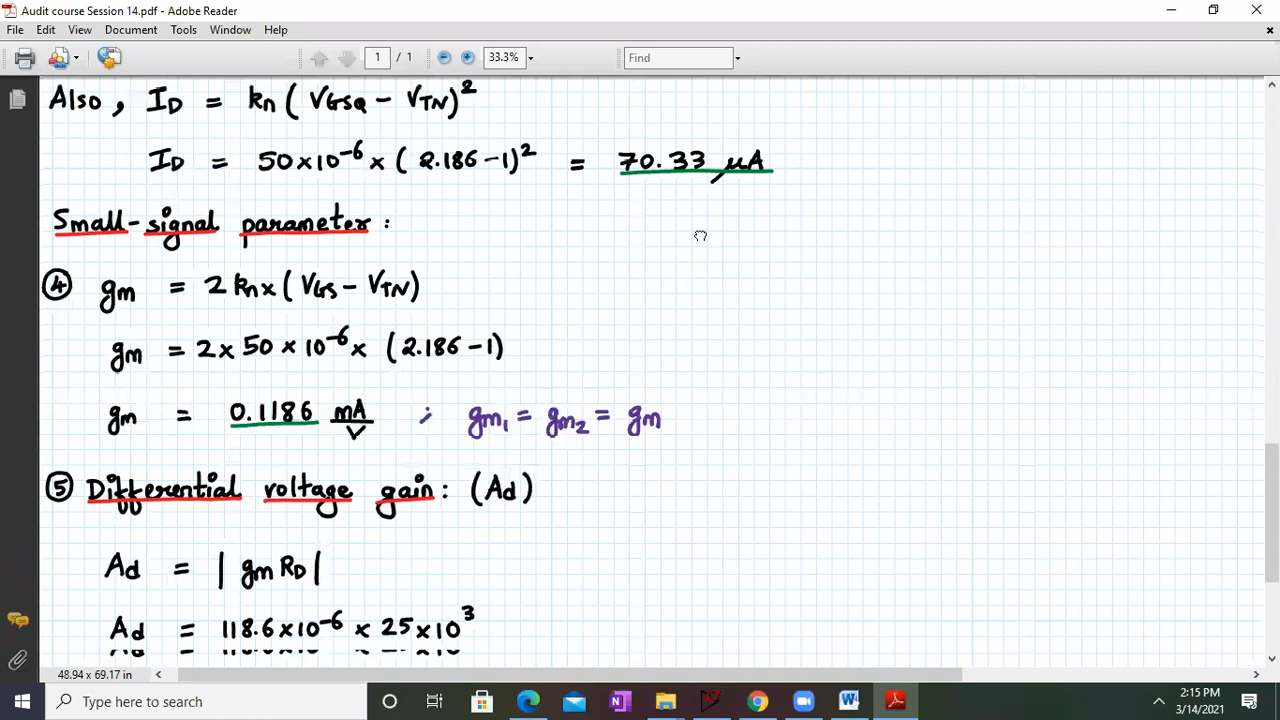 Audit course Session 14.pdf - Adobe Reader
File Edit View Document Tools Window Help
1 / 1 33.3% Find
Also, ID = kn (VGSQ - VTN)²
ID = 50×10⁻⁶ × (2.186 -1)² = 70.33 μA
Small-signal parameter:
④ gm = 2 kn × (VGS - VTN)
gm = 2 × 50 × 10⁻⁶ × (2.186 -1)
gm = 0.1186 mA/V ; gm₁ = gm₂ = gm
⑤ Differential voltage gain: (Ad)
Ad = | gm RD |
Ad = 118.6×10⁻⁶ × 25×10³
48.94 x 69.17 in
Type here to search
2:15 PM
3/14/2021